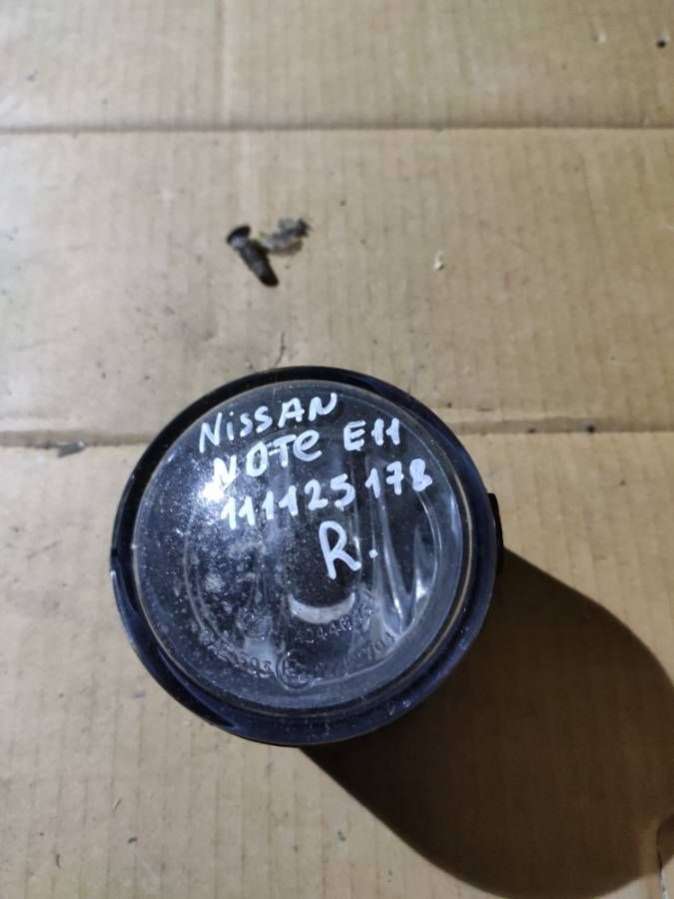 NissAN
NOTe E11
111125178
R.